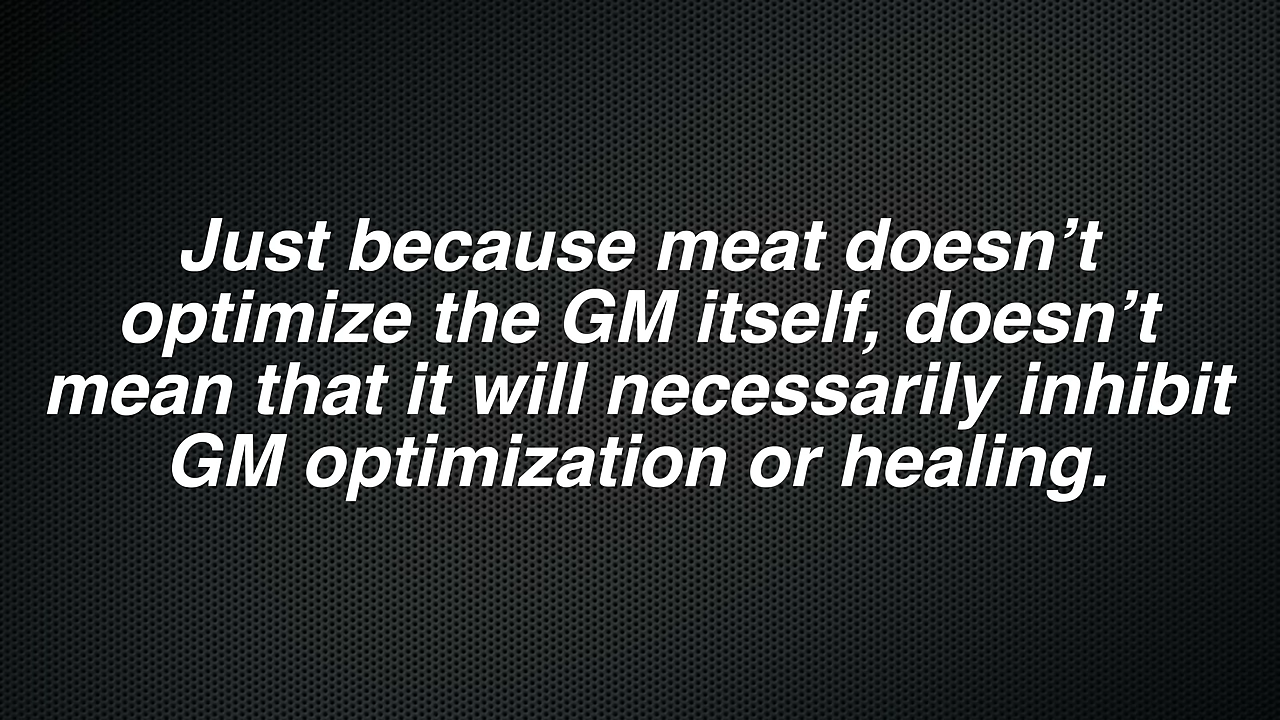 Just because meat doesn’t
optimize the GM itself, doesn’t
mean that it will necessarily inhibit
GM optimization or healing.